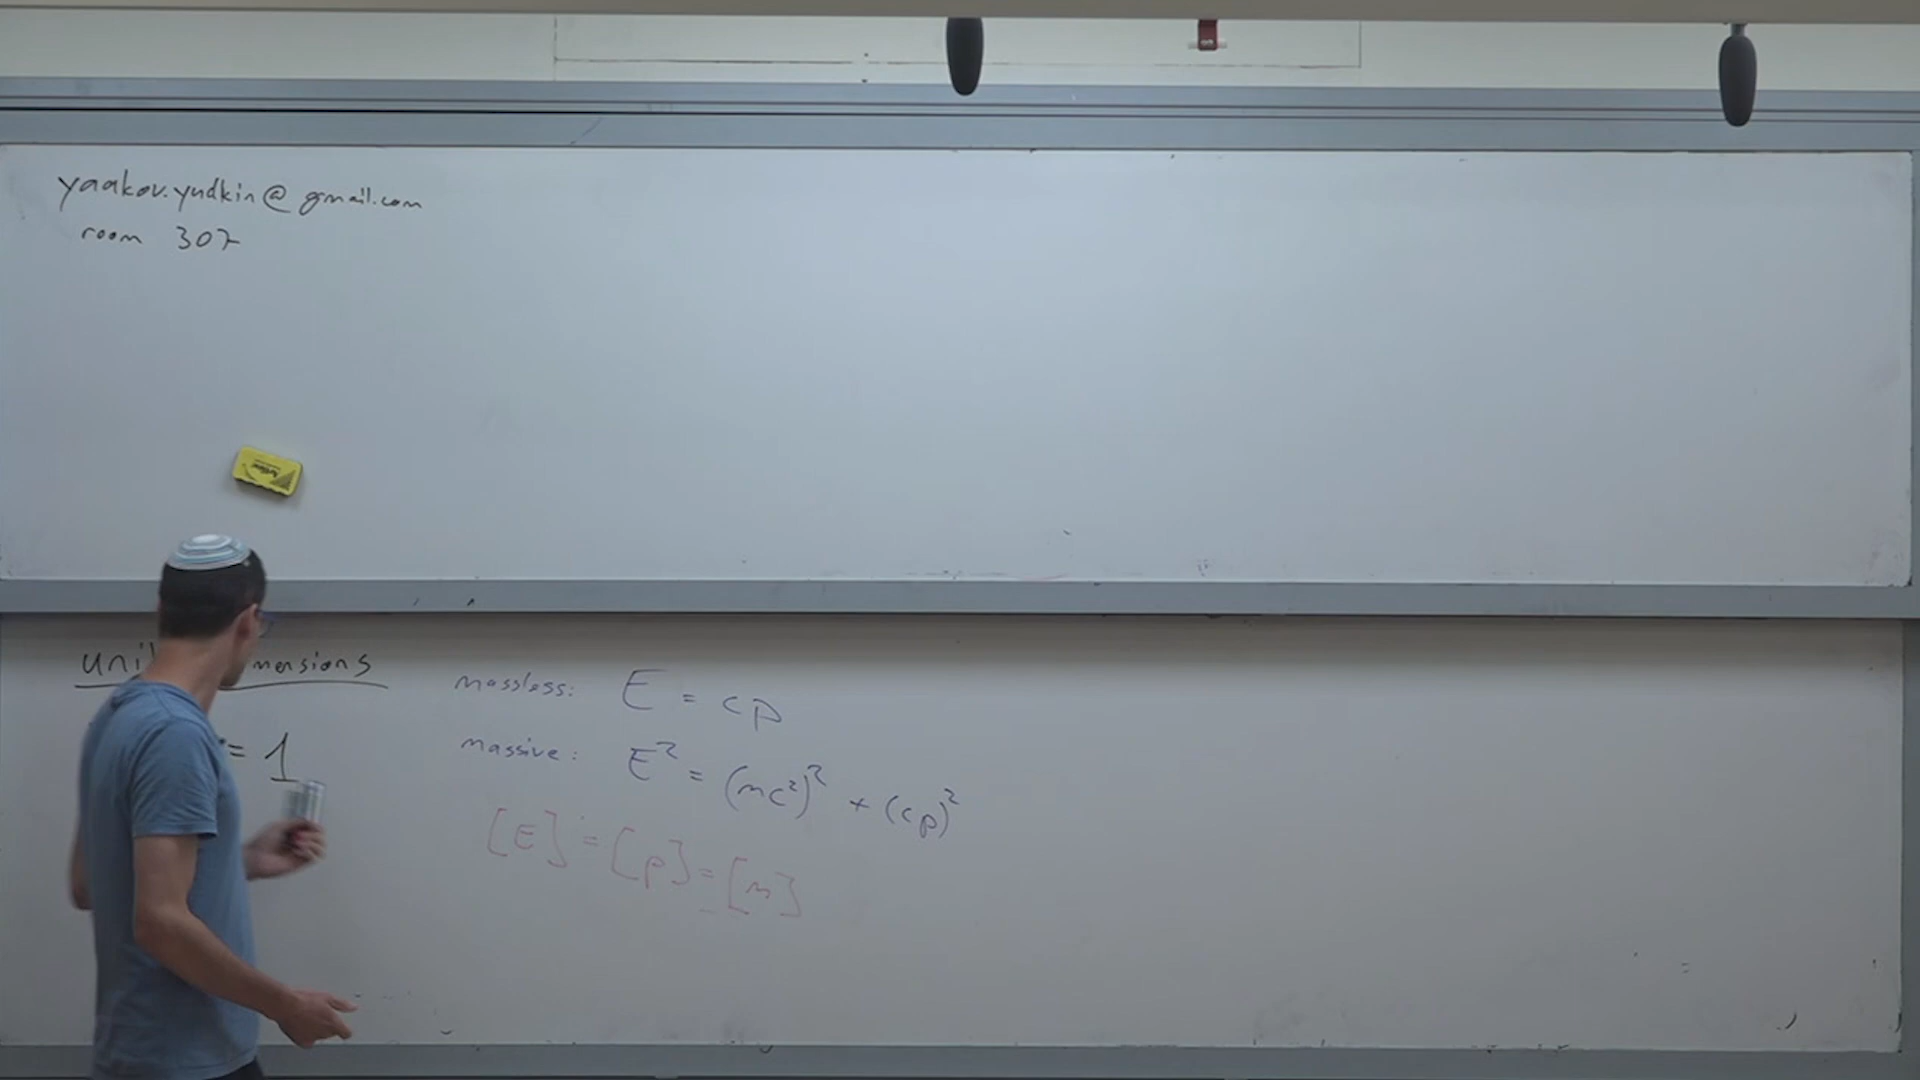 yaakov.yudkin@gmail.com
room 307
massless: E = cp
massive: E² = (mc²)² + (cp)²
= 1
[E] = [p] = [m]